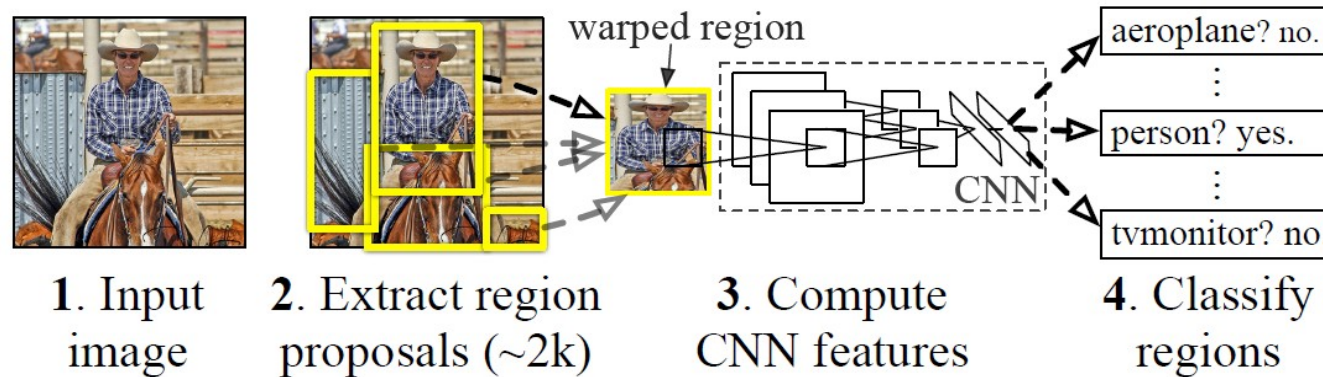 warped region
aeroplane? no.
person? yes.
CNN
tvmonitor? no.
1. Input
image
2. Extract region
proposals (~2k)
3. Compute
CNN features
4. Classify
regions